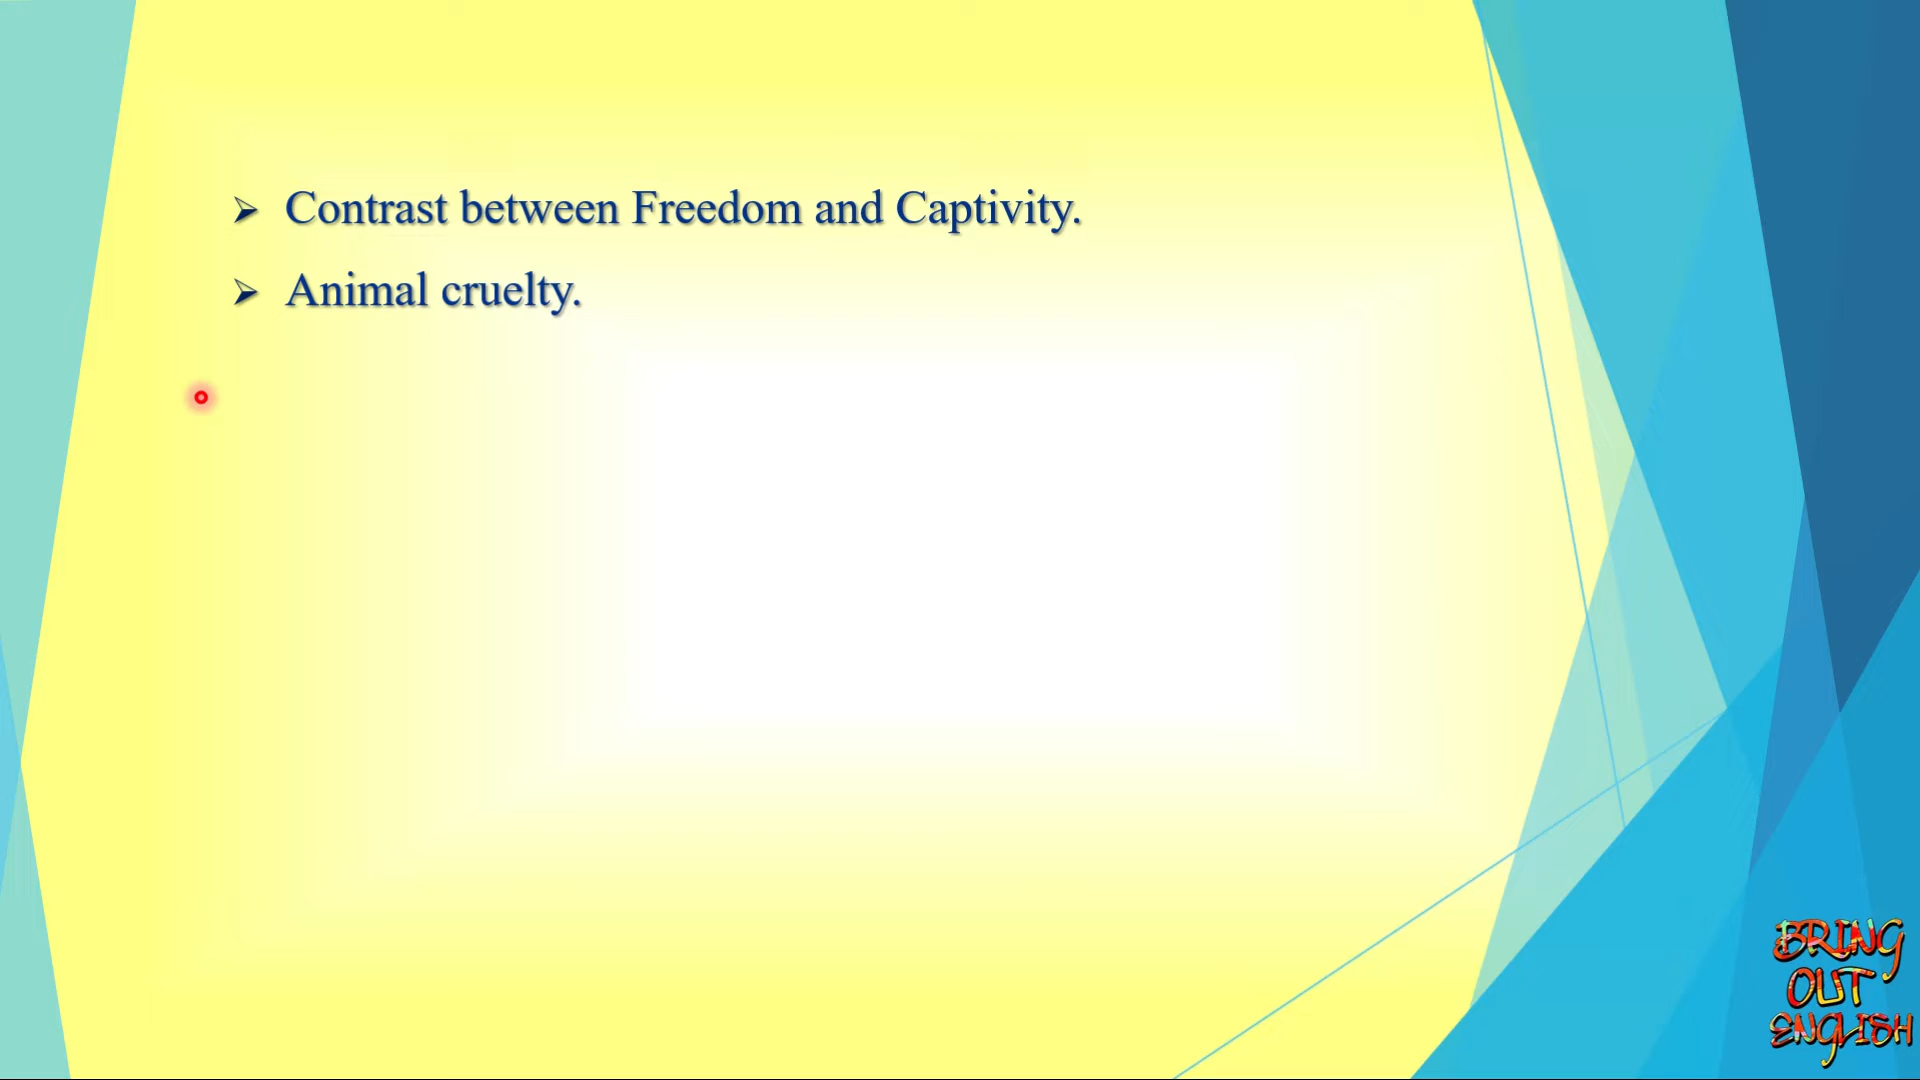 Contrast between Freedom and Captivity.
Animal cruelty.
BRING
OUT
ENGLISH